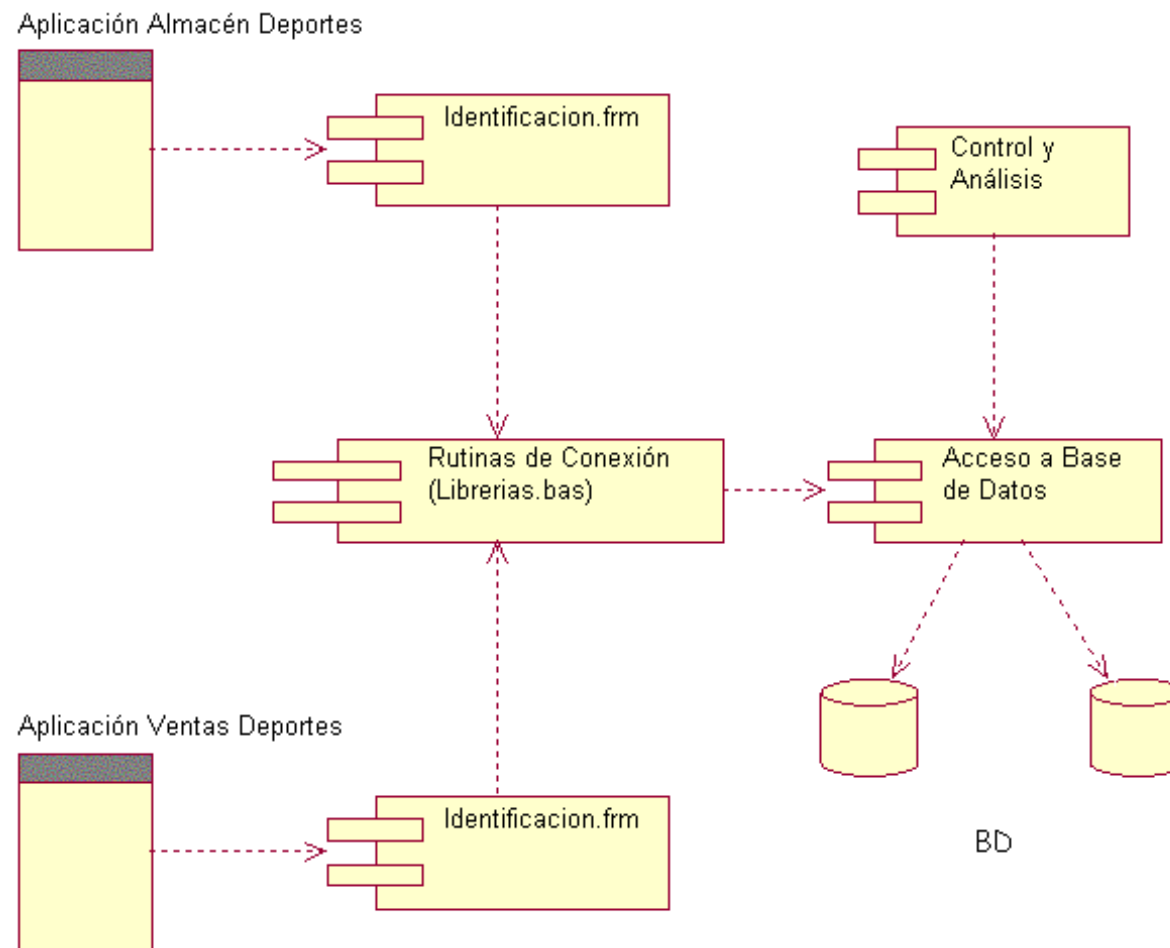 Aplicación Almacén Deportes
Identificacion.frm
Control y
Análisis
Rutinas de Conexión
(Librerias.bas)
Acceso a Base
de Datos
Aplicación Ventas Deportes
Identificacion.frm
BD